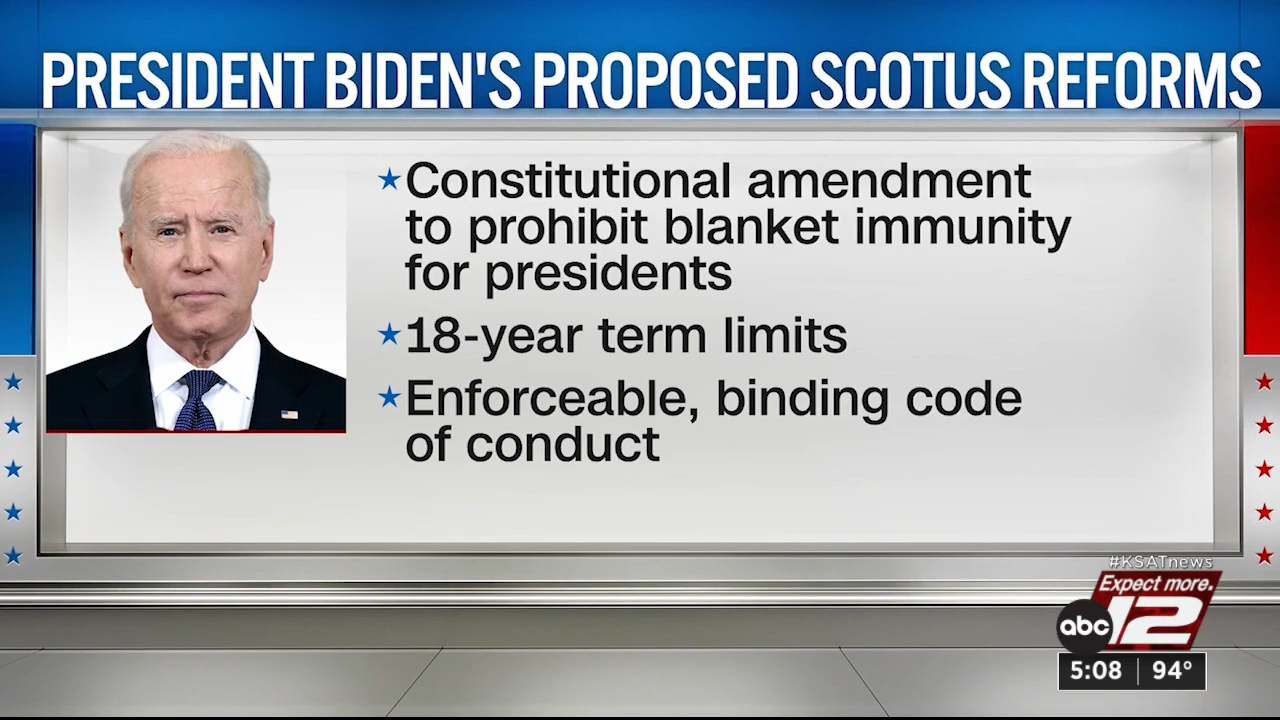 PRESIDENT BIDEN'S PROPOSED SCOTUS REFORMS
Constitutional amendment
to prohibit blanket immunity
for presidents
18-year term limits
Enforceable, binding code
of conduct
#KSATnews
Expect more.
abc 12
5:08 94°